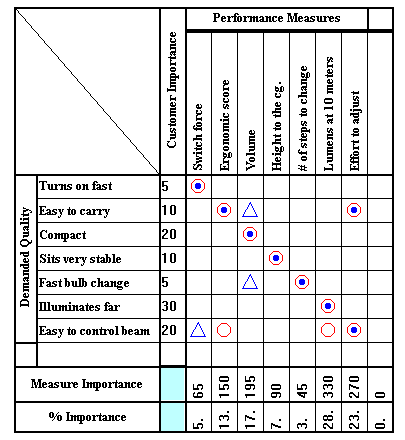 Performance Measures
Customer Importance
Switch force
Ergonomic score
Volume
Height to the cg.
# of steps to change
Lumens at 10 meters
Effort to adjust
Demanded Quality
Turns on fast 5
Easy to carry 10
Compact 20
Sits very stable 10
Fast bulb change 5
Illuminates far 30
Easy to control beam 20
Measure Importance 65 150 195 90 45 330 270 0
% Importance 5. 13. 17. 7. 3. 28. 23. 0.